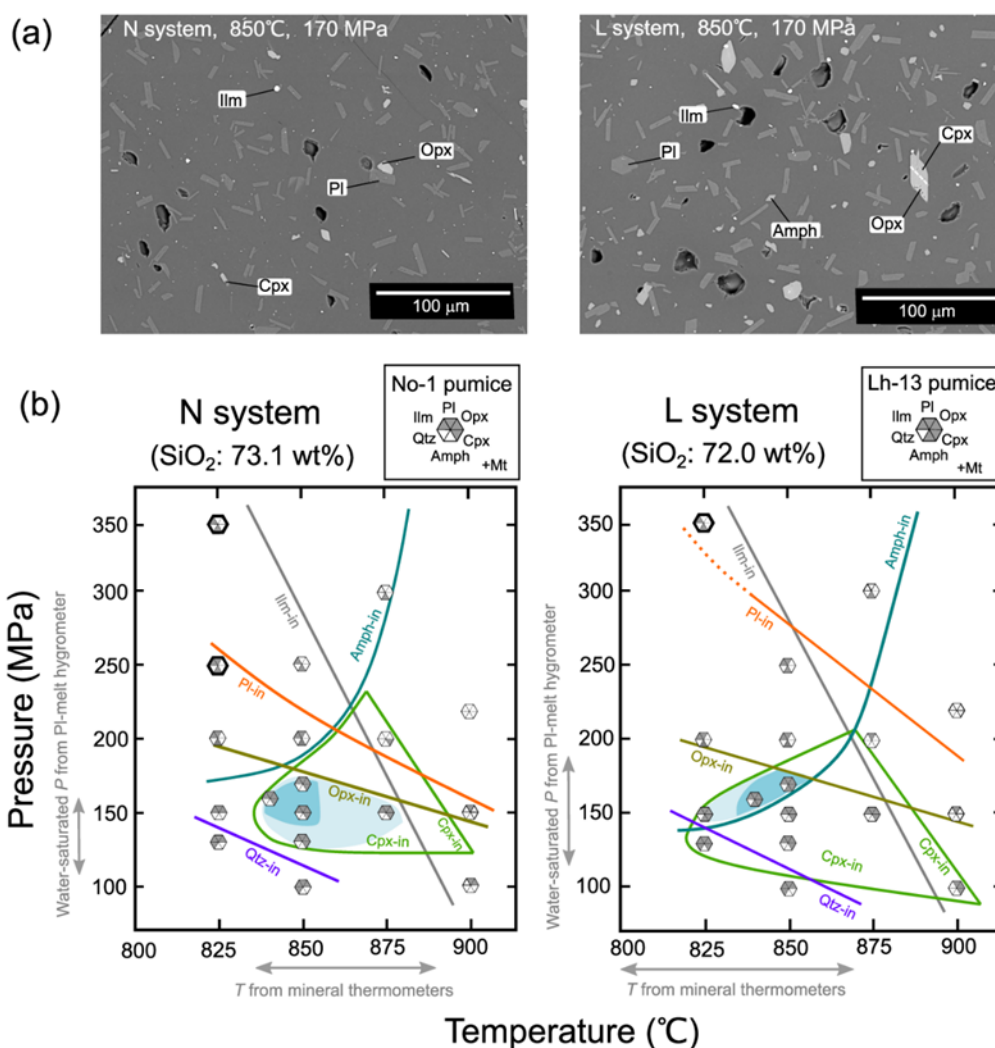 (a)
N system, 850℃, 170 MPa
Ilm
Opx
Pl
Cpx
100 μm
L system, 850℃, 170 MPa
Ilm
Cpx
Pl
Amph
Opx
100 μm
(b)
N system
(SiO₂: 73.1 wt%)
No-1 pumice
Pl
Ilm Opx
Qtz Cpx
Amph
+Mt
L system
(SiO₂: 72.0 wt%)
Lh-13 pumice
Pl
Ilm Opx
Qtz Cpx
Amph
+Mt
Pressure (MPa)
Water-saturated P from Pl-melt hygrometer
350
300
250
200
150
100
Ilm-in
Amph-in
Pl-in
Opx-in
Cpx-in
Cpx-in
Qtz-in
800 825 850 875 900
T from mineral thermometers
Water-saturated P from Pl-melt hygrometer
350
300
250
200
150
100
Ilm-in
Amph-in
Pl-in
Opx-in
Cpx-in
Cpx-in
Qtz-in
800 825 850 875 900
T from mineral thermometers
Temperature (℃)